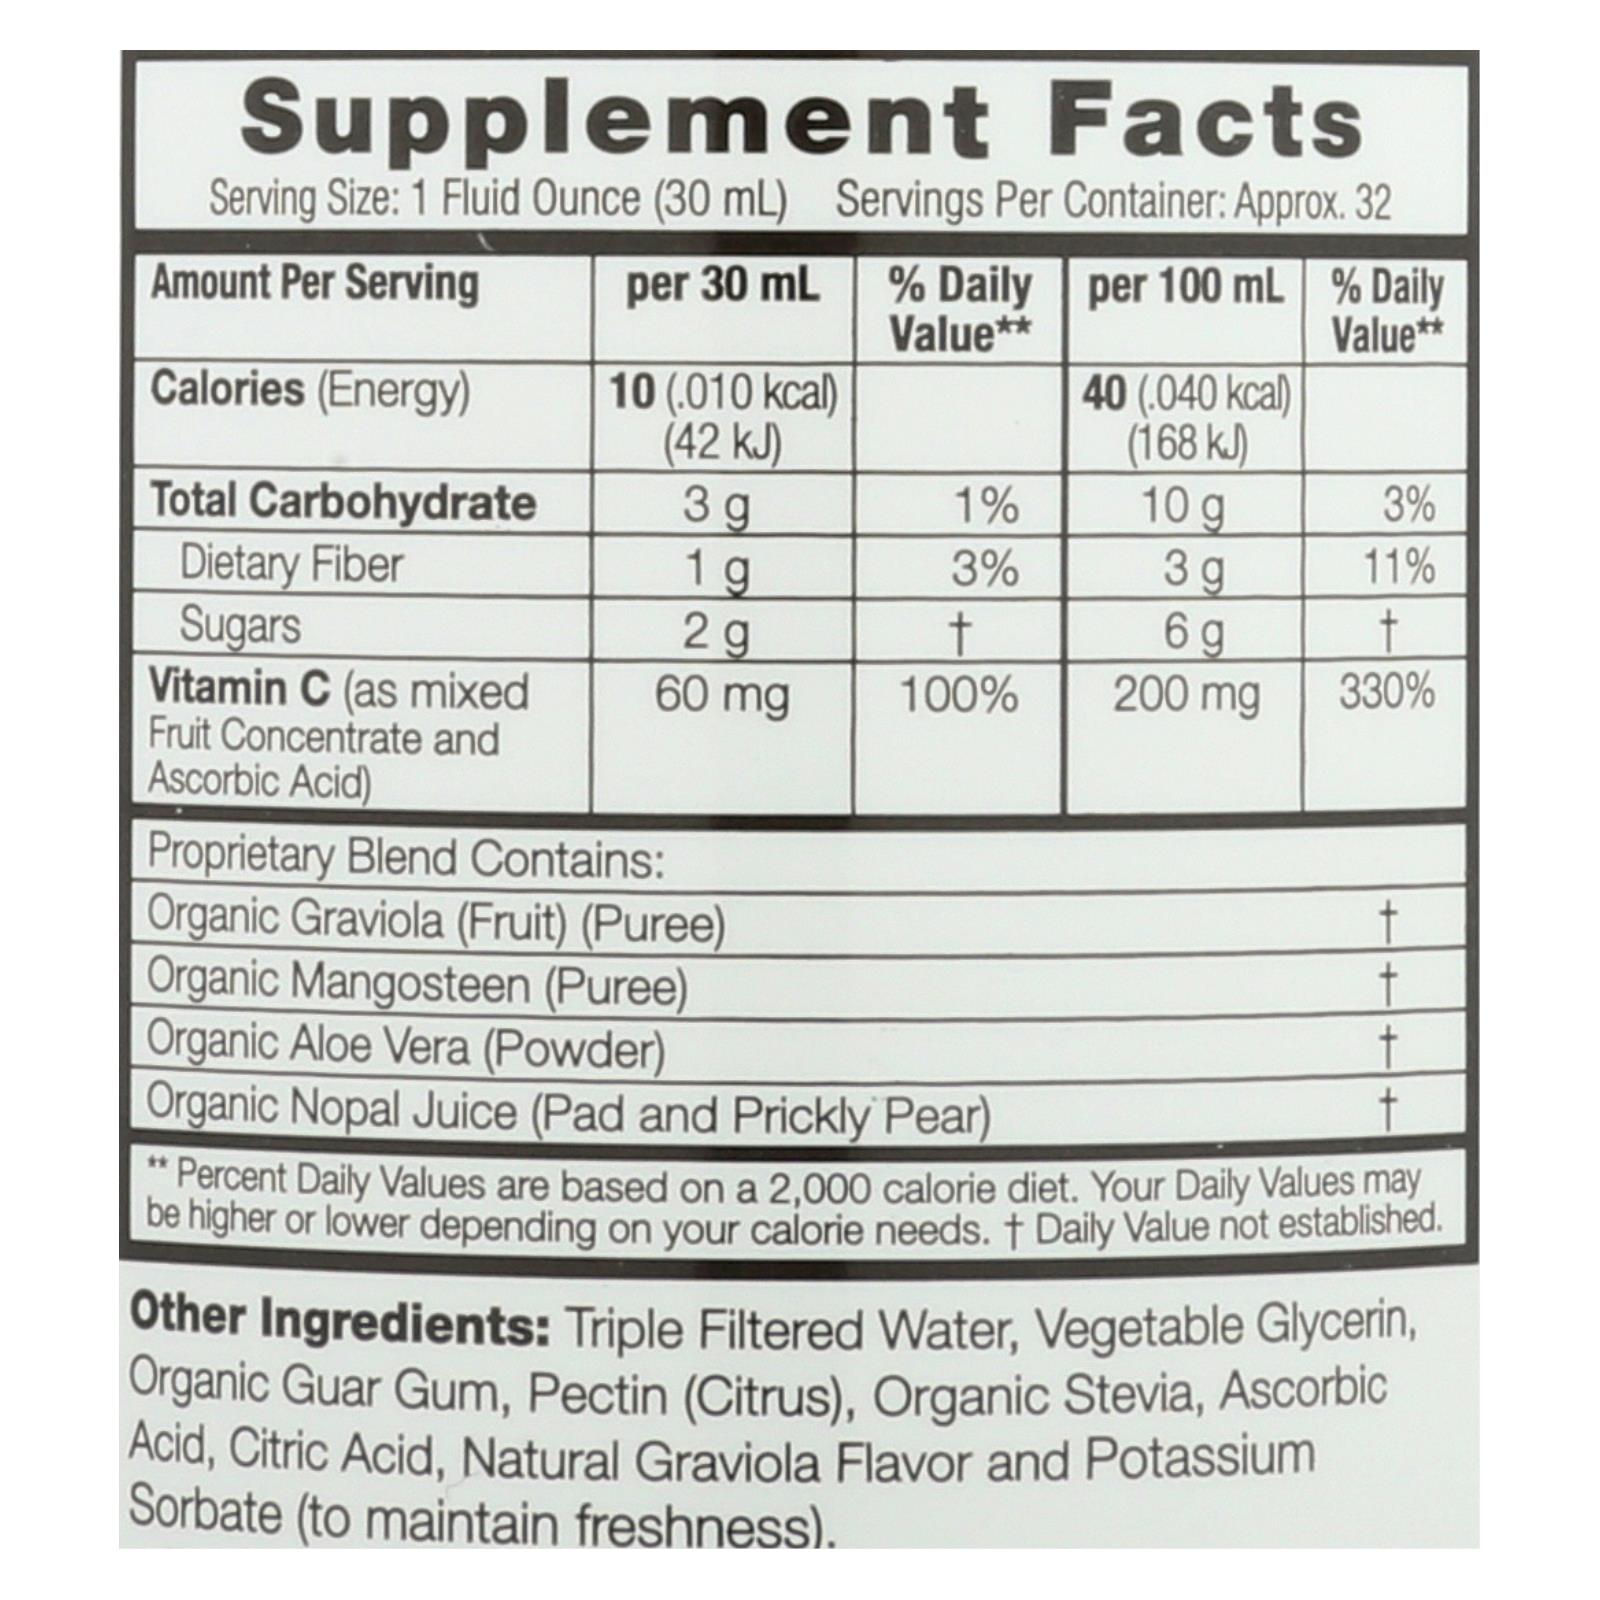 Supplement Facts
Serving Size: 1 Fluid Ounce (30 mL) Servings Per Container: Approx. 32
Amount Per Serving per 30 mL % Daily Value** per 100 mL % Daily Value**
Calories (Energy) 10 (.010 kcal) (42 kJ) 40 (.040 kcal) (168 kJ)
Total Carbohydrate 3 g 1% 10 g 3%
Dietary Fiber 1 g 3% 3 g 11%
Sugars 2 g † 6 g †
Vitamin C (as mixed 60 mg 100% 200 mg 330%
Fruit Concentrate and
Ascorbic Acid)
Proprietary Blend Contains:
Organic Graviola (Fruit) (Puree) †
Organic Mangosteen (Puree) †
Organic Aloe Vera (Powder) †
Organic Nopal Juice (Pad and Prickly Pear) †
** Percent Daily Values are based on a 2,000 calorie diet. Your Daily Values may
be higher or lower depending on your calorie needs. † Daily Value not established.
Other Ingredients: Triple Filtered Water, Vegetable Glycerin,
Organic Guar Gum, Pectin (Citrus), Organic Stevia, Ascorbic
Acid, Citric Acid, Natural Graviola Flavor and Potassium
Sorbate (to maintain freshness).